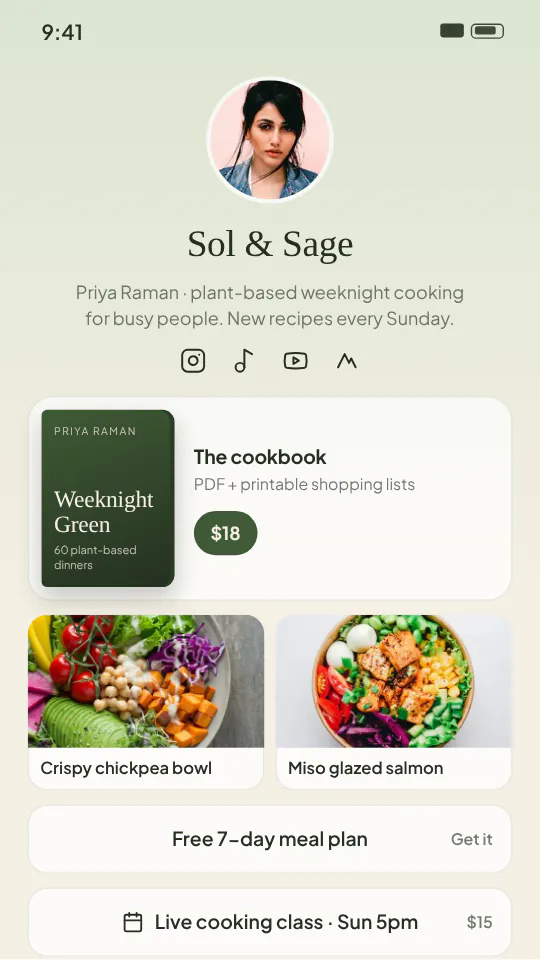 9:41
Sol & Sage
Priya Raman · plant-based weeknight cooking
for busy people. New recipes every Sunday.
PRIYA RAMAN
Weeknight
Green
60 plant-based
dinners
The cookbook
PDF + printable shopping lists
$18
Crispy chickpea bowl
Miso glazed salmon
Free 7-day meal plan
Get it
Live cooking class · Sun 5pm
$15